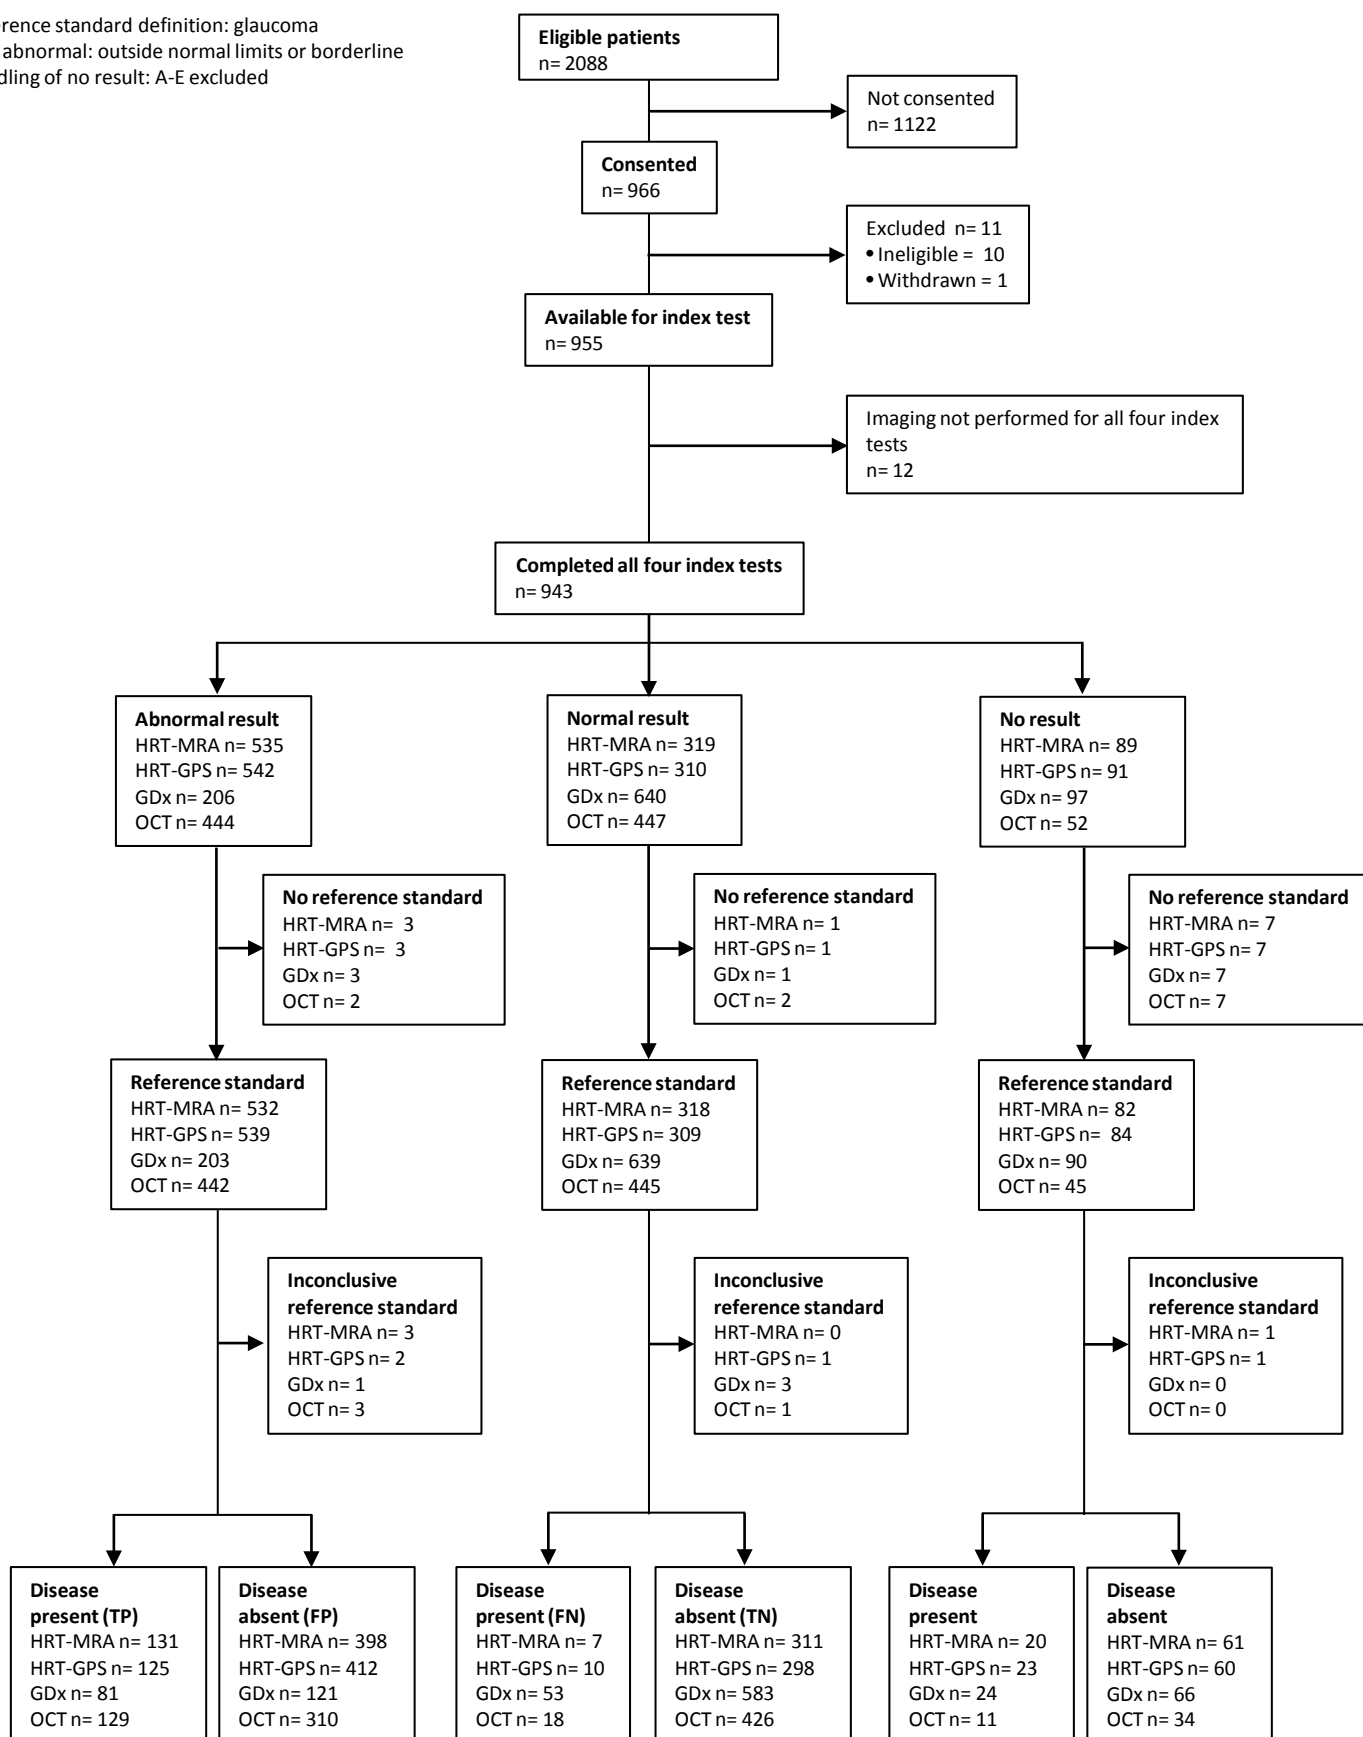 erence standard definition: glaucoma
abnormal: outside normal limits or borderline
dling of no result: A-E excluded
Eligible patients
n= 2088
Not consented
n= 1122
Consented
n= 966
Excluded n= 11
• Ineligible = 10
• Withdrawn = 1
Available for index test
n= 955
Imaging not performed for all four index
tests
n= 12
Completed all four index tests
n= 943
Abnormal result
HRT-MRA n= 535
HRT-GPS n= 542
GDx n= 206
OCT n= 444
Normal result
HRT-MRA n= 319
HRT-GPS n= 310
GDx n= 640
OCT n= 447
No result
HRT-MRA n= 89
HRT-GPS n= 91
GDx n= 97
OCT n= 52
No reference standard
HRT-MRA n= 3
HRT-GPS n= 3
GDx n= 3
OCT n= 2
No reference standard
HRT-MRA n= 1
HRT-GPS n= 1
GDx n= 1
OCT n= 2
No reference standard
HRT-MRA n= 7
HRT-GPS n= 7
GDx n= 7
OCT n= 7
Reference standard
HRT-MRA n= 532
HRT-GPS n= 539
GDx n= 203
OCT n= 442
Reference standard
HRT-MRA n= 318
HRT-GPS n= 309
GDx n= 639
OCT n= 445
Reference standard
HRT-MRA n= 82
HRT-GPS n= 84
GDx n= 90
OCT n= 45
Inconclusive
reference standard
HRT-MRA n= 3
HRT-GPS n= 2
GDx n= 1
OCT n= 3
Inconclusive
reference standard
HRT-MRA n= 0
HRT-GPS n= 1
GDx n= 3
OCT n= 1
Inconclusive
reference standard
HRT-MRA n= 1
HRT-GPS n= 1
GDx n= 0
OCT n= 0
Disease
present (TP)
HRT-MRA n= 131
HRT-GPS n= 125
GDx n= 81
OCT n= 129
Disease
absent (FP)
HRT-MRA n= 398
HRT-GPS n= 412
GDx n= 121
OCT n= 310
Disease
present (FN)
HRT-MRA n= 7
HRT-GPS n= 10
GDx n= 53
OCT n= 18
Disease
absent (TN)
HRT-MRA n= 311
HRT-GPS n= 298
GDx n= 583
OCT n= 426
Disease
present
HRT-MRA n= 20
HRT-GPS n= 23
GDx n= 24
OCT n= 11
Disease
absent
HRT-MRA n= 61
HRT-GPS n= 60
GDx n= 66
OCT n= 34